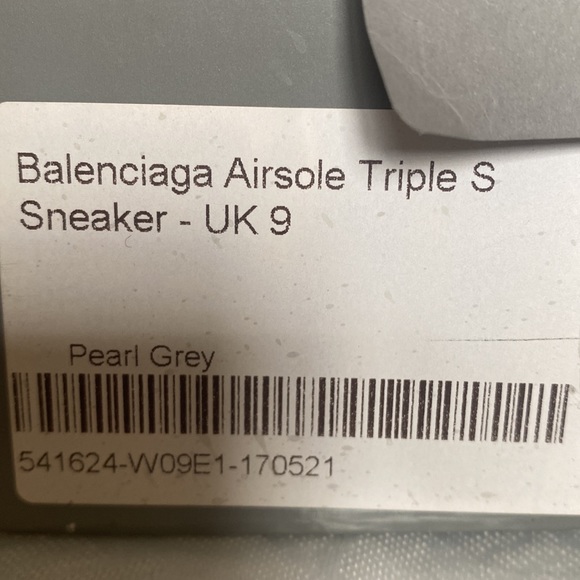 Balenciaga Airsole Triple S
Sneaker - UK 9
Pearl Grey
541624-W09E1-170521